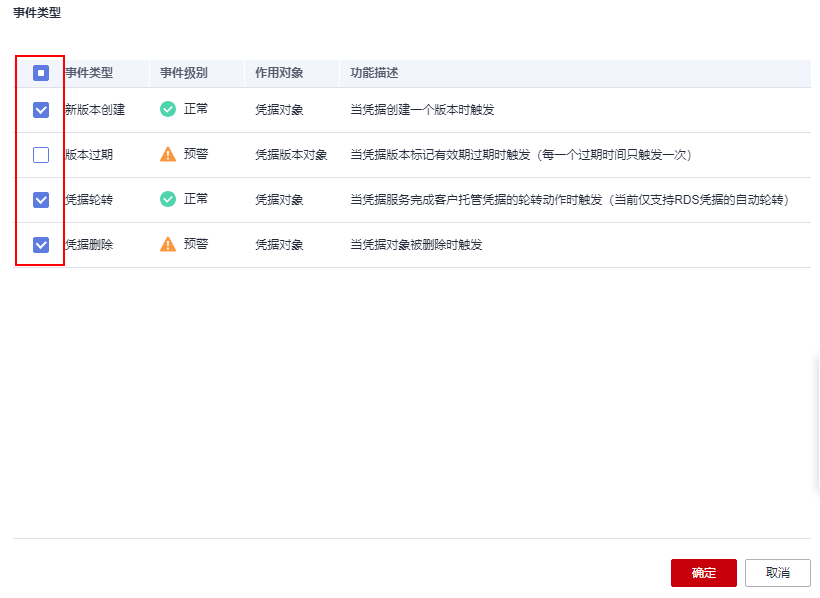 事件类型
事件类型 事件级别 作用对象 功能描述
新版本创建 正常 凭据对象 当凭据创建一个版本时触发
版本过期 预警 凭据版本对象 当凭据版本标记有效期过期时触发（每一个过期时间只触发一次）
凭据轮转 正常 凭据对象 当凭据服务完成客户托管凭据的轮转动作时触发（当前仅支持RDS凭据的自动轮转）
凭据删除 预警 凭据对象 当凭据对象被删除时触发
确定 取消